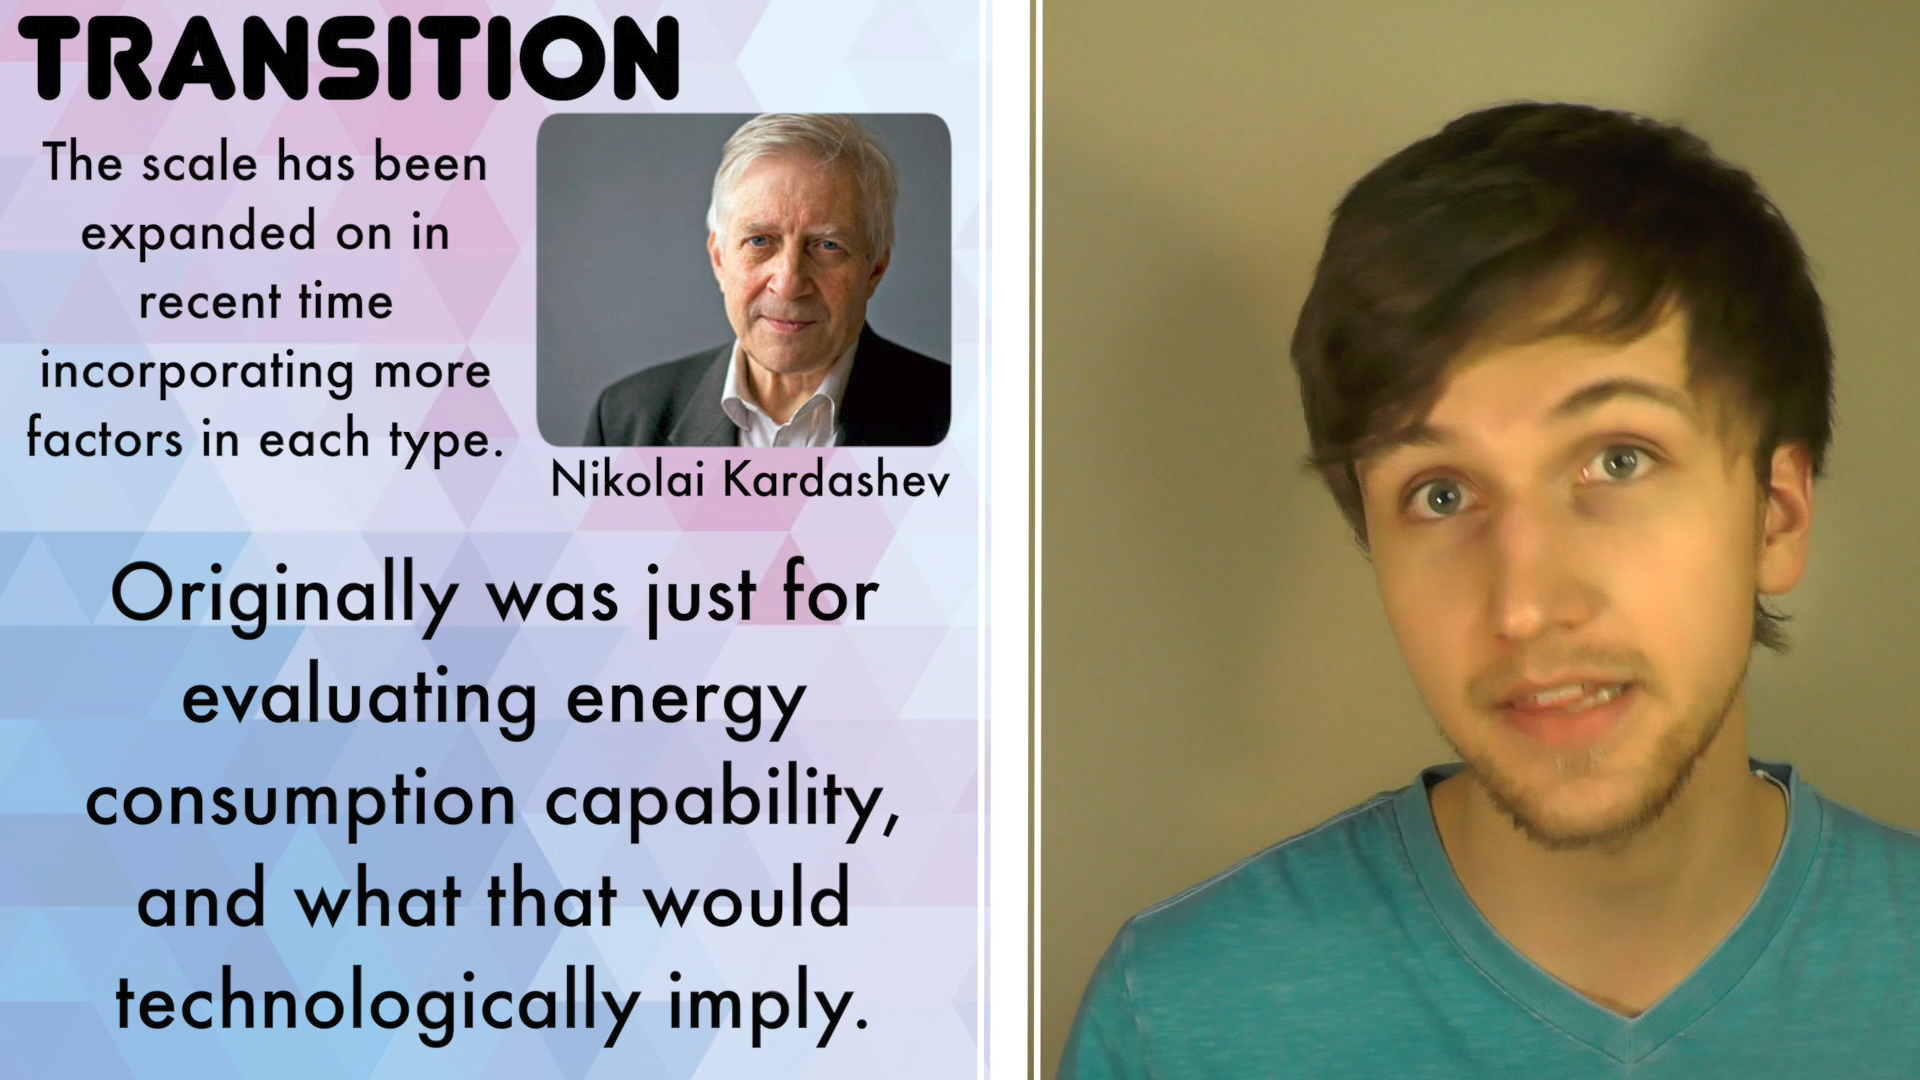 TRANSITION
The scale has been
expanded on in
recent time
incorporating more
factors in each type.
Nikolai Kardashev
Originally was just for
evaluating energy
consumption capability,
and what that would
technologically imply.